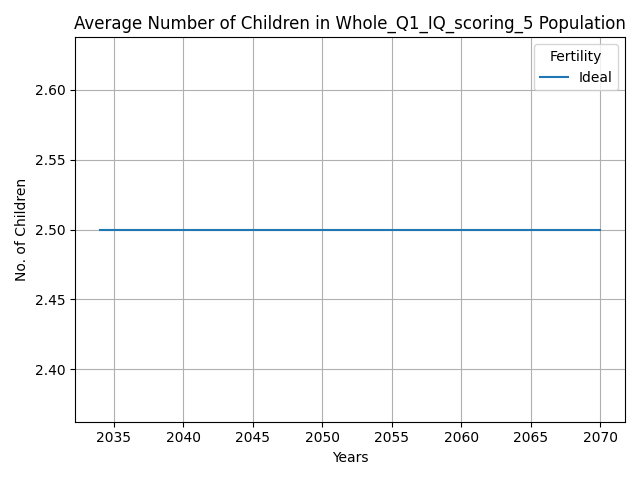 Average Number of Children in Whole_Q1_IQ_scoring_5 Population
Fertility
Ideal
2.60
2.55
2.50
2.45
2.40
No. of Children
2035 2040 2045 2050 2055 2060 2065 2070
Years